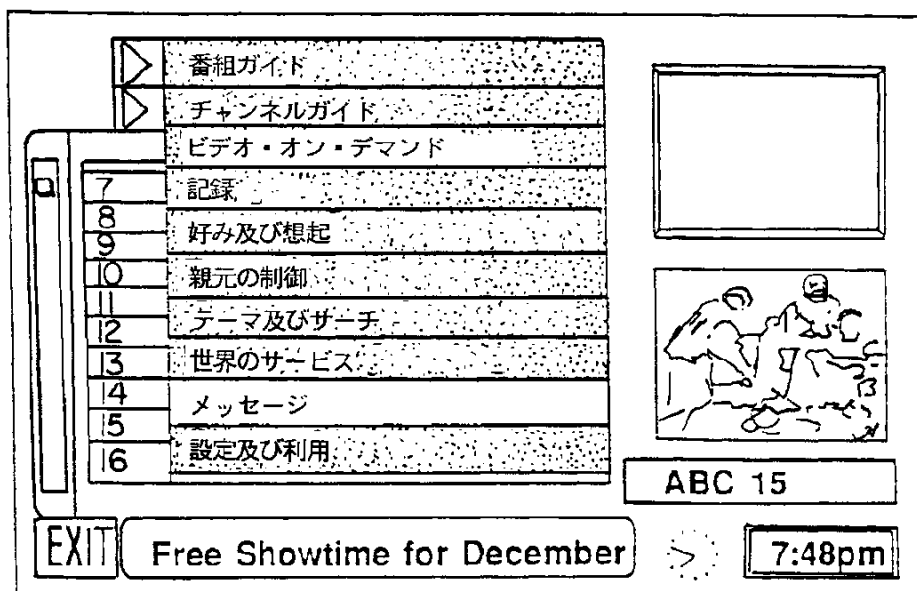 番組ガイド
チャンネルガイド
ビデオ・オン・デマンド
7 記録
8
9 好み及び想起
10 親元の制御
11
12 テーマ及びサーチ
13 世界のサービス
14 メッセージ
15
16 設定及び利用
13
ABC 15
EXIT Free Showtime for December 7:48pm